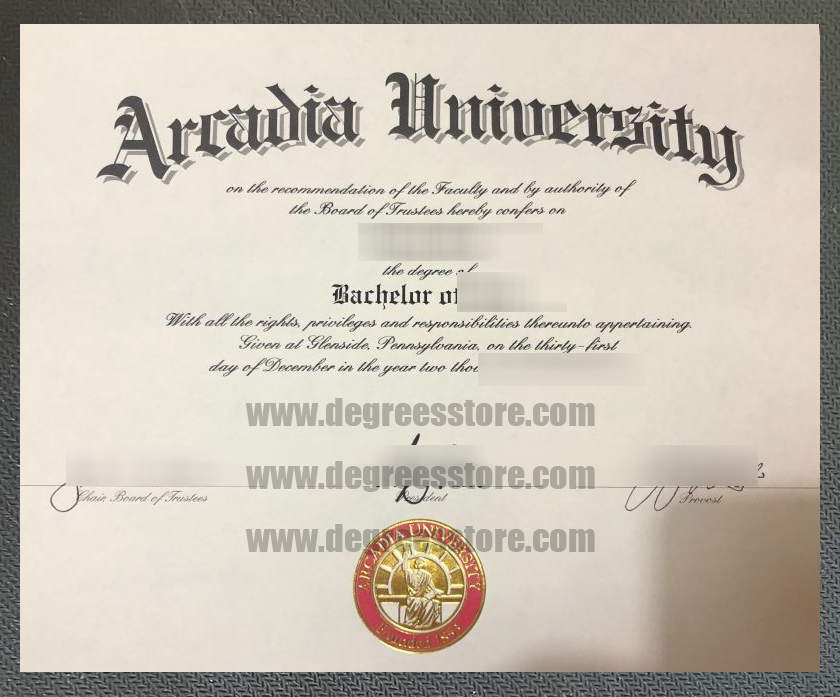 Arcadia University
on the recommendation of the Faculty and by authority of
the Board of Trustees hereby confers on
the degree of
Bachelor of
With all the rights, privileges and responsibilities thereunto appertaining.
Given at Glenside, Pennsylvania, on the thirty-first
day of December in the year two
www.degreesstore.com
www.degreesstore.com
Chair, Board of Trustees President Provost
www.degreesstore.com
ARCADIA UNIVERSITY
Founded 1853